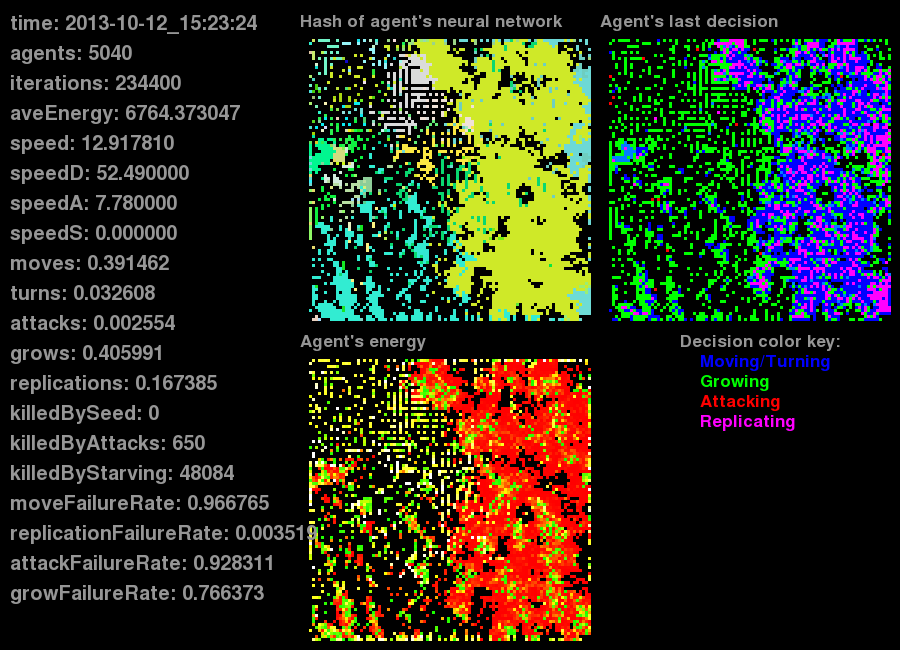 time: 2013-10-12_15:23:24
agents: 5040
iterations: 234400
aveEnergy: 6764.373047
speed: 12.917810
speedD: 52.490000
speedA: 7.780000
speedS: 0.000000
moves: 0.391462
turns: 0.032608
attacks: 0.002554
grows: 0.405991
replications: 0.167385
killedBySeed: 0
killedByAttacks: 650
killedByStarving: 48084
moveFailureRate: 0.966765
replicationFailureRate: 0.003519
attackFailureRate: 0.928311
growFailureRate: 0.766373
Hash of agent's neural network
Agent's last decision
Agent's energy
Decision color key:
Moving/Turning
Growing
Attacking
Replicating